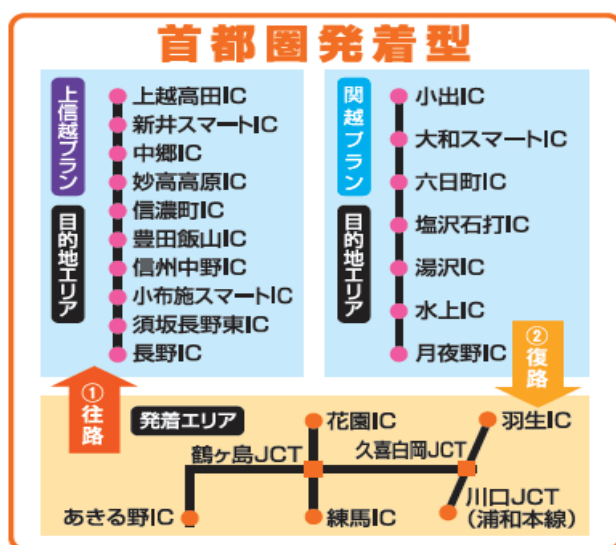 首都圏発着型
上信越プラン
目的地エリア
上越高田IC
新井スマートIC
中郷IC
妙高高原IC
信濃町IC
豊田飯山IC
信州中野IC
小布施スマートIC
須坂長野東IC
長野IC
関越プラン
目的地エリア
小出IC
大和スマートIC
六日町IC
塩沢石打IC
湯沢IC
水上IC
月夜野IC
①往路
②復路
発着エリア
花園IC
羽生IC
鶴ヶ島JCT
久喜白岡JCT
あきる野IC
練馬IC
川口JCT
(浦和本線)